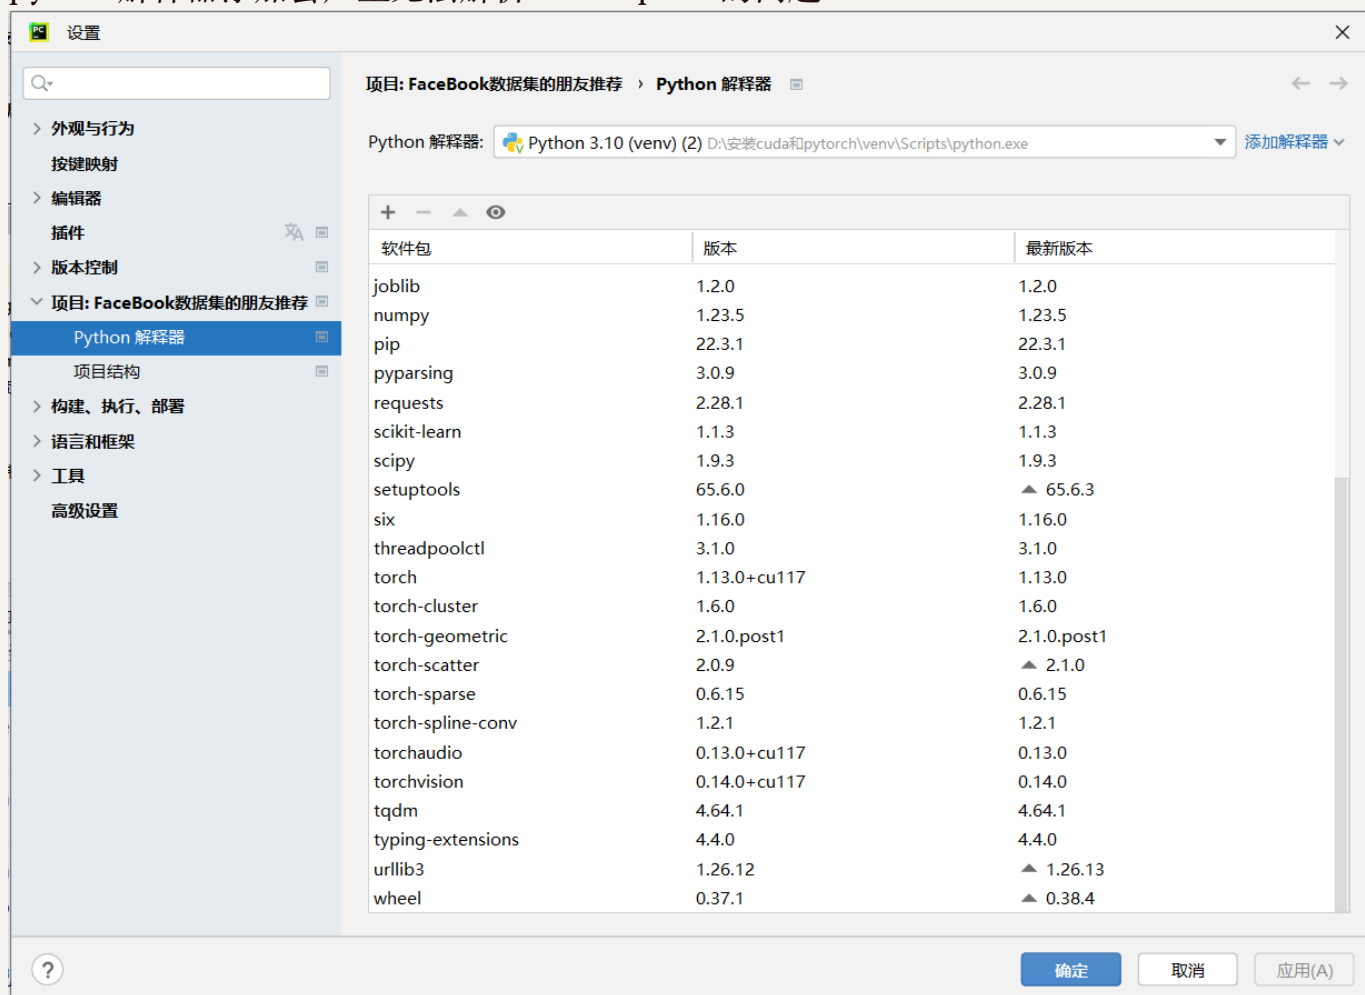 设置
项目: FaceBook数据集的朋友推荐 › Python 解释器
外观与行为
按键映射
编辑器
插件
版本控制
项目: FaceBook数据集的朋友推荐
Python 解释器
项目结构
构建、执行、部署
语言和框架
工具
高级设置
Python 解释器: Python 3.10 (venv) (2) D:\安装cuda和pytorch\venv\Scripts\python.exe 添加解释器
软件包 版本 最新版本
joblib 1.2.0 1.2.0
numpy 1.23.5 1.23.5
pip 22.3.1 22.3.1
pyparsing 3.0.9 3.0.9
requests 2.28.1 2.28.1
scikit-learn 1.1.3 1.1.3
scipy 1.9.3 1.9.3
setuptools 65.6.0 65.6.3
six 1.16.0 1.16.0
threadpoolctl 3.1.0 3.1.0
torch 1.13.0+cu117 1.13.0
torch-cluster 1.6.0 1.6.0
torch-geometric 2.1.0.post1 2.1.0.post1
torch-scatter 2.0.9 2.1.0
torch-sparse 0.6.15 0.6.15
torch-spline-conv 1.2.1 1.2.1
torchaudio 0.13.0+cu117 0.13.0
torchvision 0.14.0+cu117 0.14.0
tqdm 4.64.1 4.64.1
typing-extensions 4.4.0 4.4.0
urllib3 1.26.12 1.26.13
wheel 0.37.1 0.38.4
? 确定 取消 应用(A)